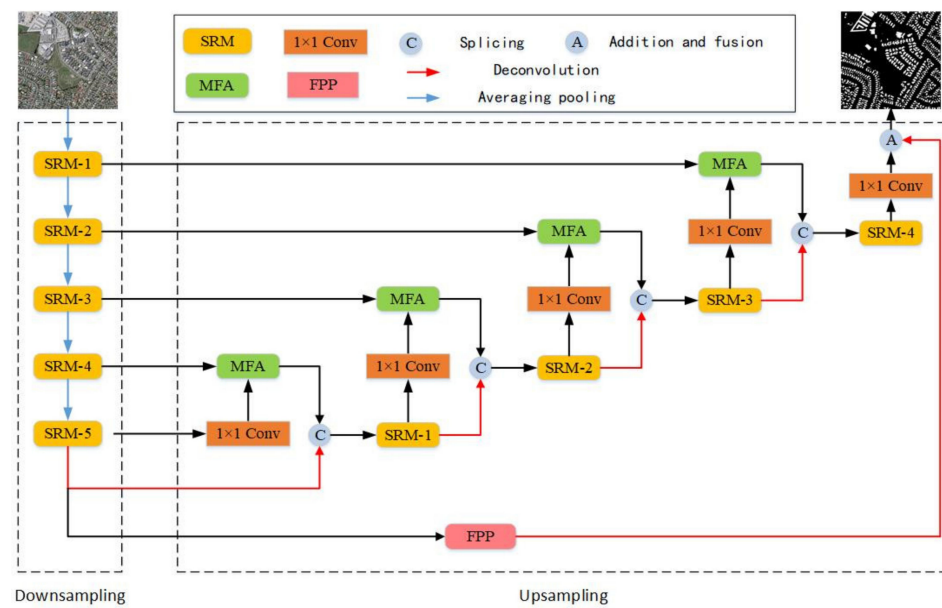 SRM
1×1 Conv
C
Splicing
A
Addition and fusion
MFA
FPP
Deconvolution
Averaging pooling
A
SRM-1
MFA
1×1 Conv
SRM-2
MFA
1×1 Conv
C
SRM-4
SRM-3
MFA
1×1 Conv
C
SRM-3
SRM-4
MFA
1×1 Conv
C
SRM-2
SRM-5
1×1 Conv
C
SRM-1
FPP
Downsampling
Upsampling